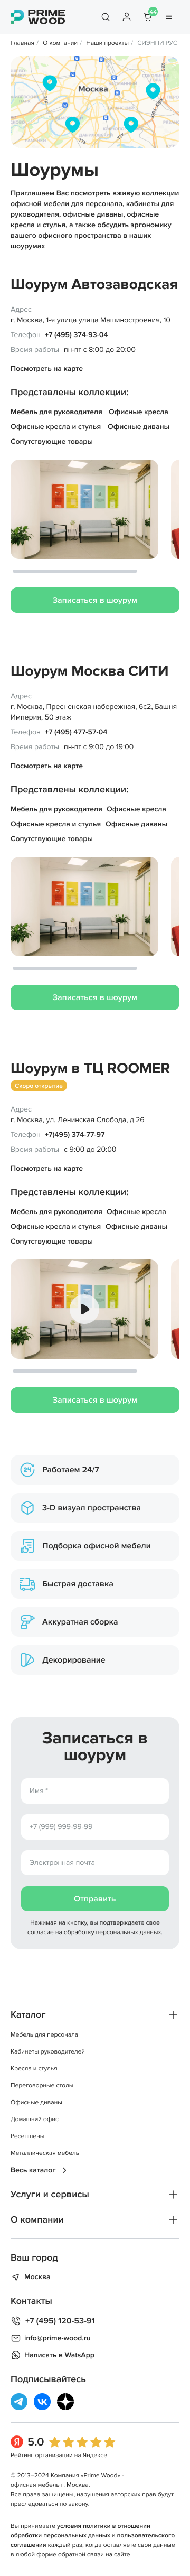 PRIME
WOOD
Главная / О компании / Наши проекты / СИЭНПИ РУС
Москва
Шоурумы
Приглашаем Вас посмотреть вживую коллекции
офисной мебели для персонала, кабинеты для
руководителя, офисные диваны, офисные
кресла и стулья, а также обсудить эргономику
вашего офисного пространства в наших
шоурумах
Шоурум Автозаводская
Адрес
г. Москва, 1-я улица улица Машиностроения, 10
Телефон +7 (495) 374-93-04
Время работы пн-пт с 8:00 до 20:00
Посмотреть на карте
Представлены коллекции:
Мебель для руководителя Офисные кресла
Офисные кресла и стулья Офисные диваны
Сопутствующие товары
Записаться в шоурум
Шоурум Москва СИТИ
Адрес
г. Москва, Пресненская набережная, 6с2, Башня
Империя, 50 этаж
Телефон +7 (495) 477-57-04
Время работы пн-пт с 9:00 до 19:00
Посмотреть на карте
Представлены коллекции:
Мебель для руководителя Офисные кресла
Офисные кресла и стулья Офисные диваны
Сопутствующие товары
Записаться в шоурум
Шоурум в ТЦ ROOMER
Скоро открытие
Адрес
г. Москва, ул. Ленинская Слобода, д.26
Телефон +7(495) 374-77-97
Время работы с 9:00 до 20:00
Посмотреть на карте
Представлены коллекции:
Мебель для руководителя Офисные кресла
Офисные кресла и стулья Офисные диваны
Сопутствующие товары
Записаться в шоурум
Работаем 24/7
3-D визуал пространства
Подборка офисной мебели
Быстрая доставка
Аккуратная сборка
Декорирование
Записаться в
шоурум
Имя *
+7 (999) 999-99-99
Электронная почта
Отправить
Нажимая на кнопку, вы подтверждаете свое
согласие на обработку персональных данных.
Каталог
Мебель для персонала
Кабинеты руководителей
Кресла и стулья
Переговорные столы
Офисные диваны
Домашний офис
Ресепшены
Металлическая мебель
Весь каталог
Услуги и сервисы
О компании
Ваш город
Москва
Контакты
+7 (495) 120-53-91
info@prime-wood.ru
Написать в WatsApp
Подписывайтесь
Я 5.0
Рейтинг организации на Яндексе
© 2013–2024 Компания «Prime Wood» -
офисная мебель г. Москва.
Все права защищены, нарушения авторских прав будут
преследоваться по закону.
Вы принимаете условия политики в отношении
обработки персональных данных и пользовательского
соглашения каждый раз, когда оставляете свои данные
в любой форме обратной связи на сайте